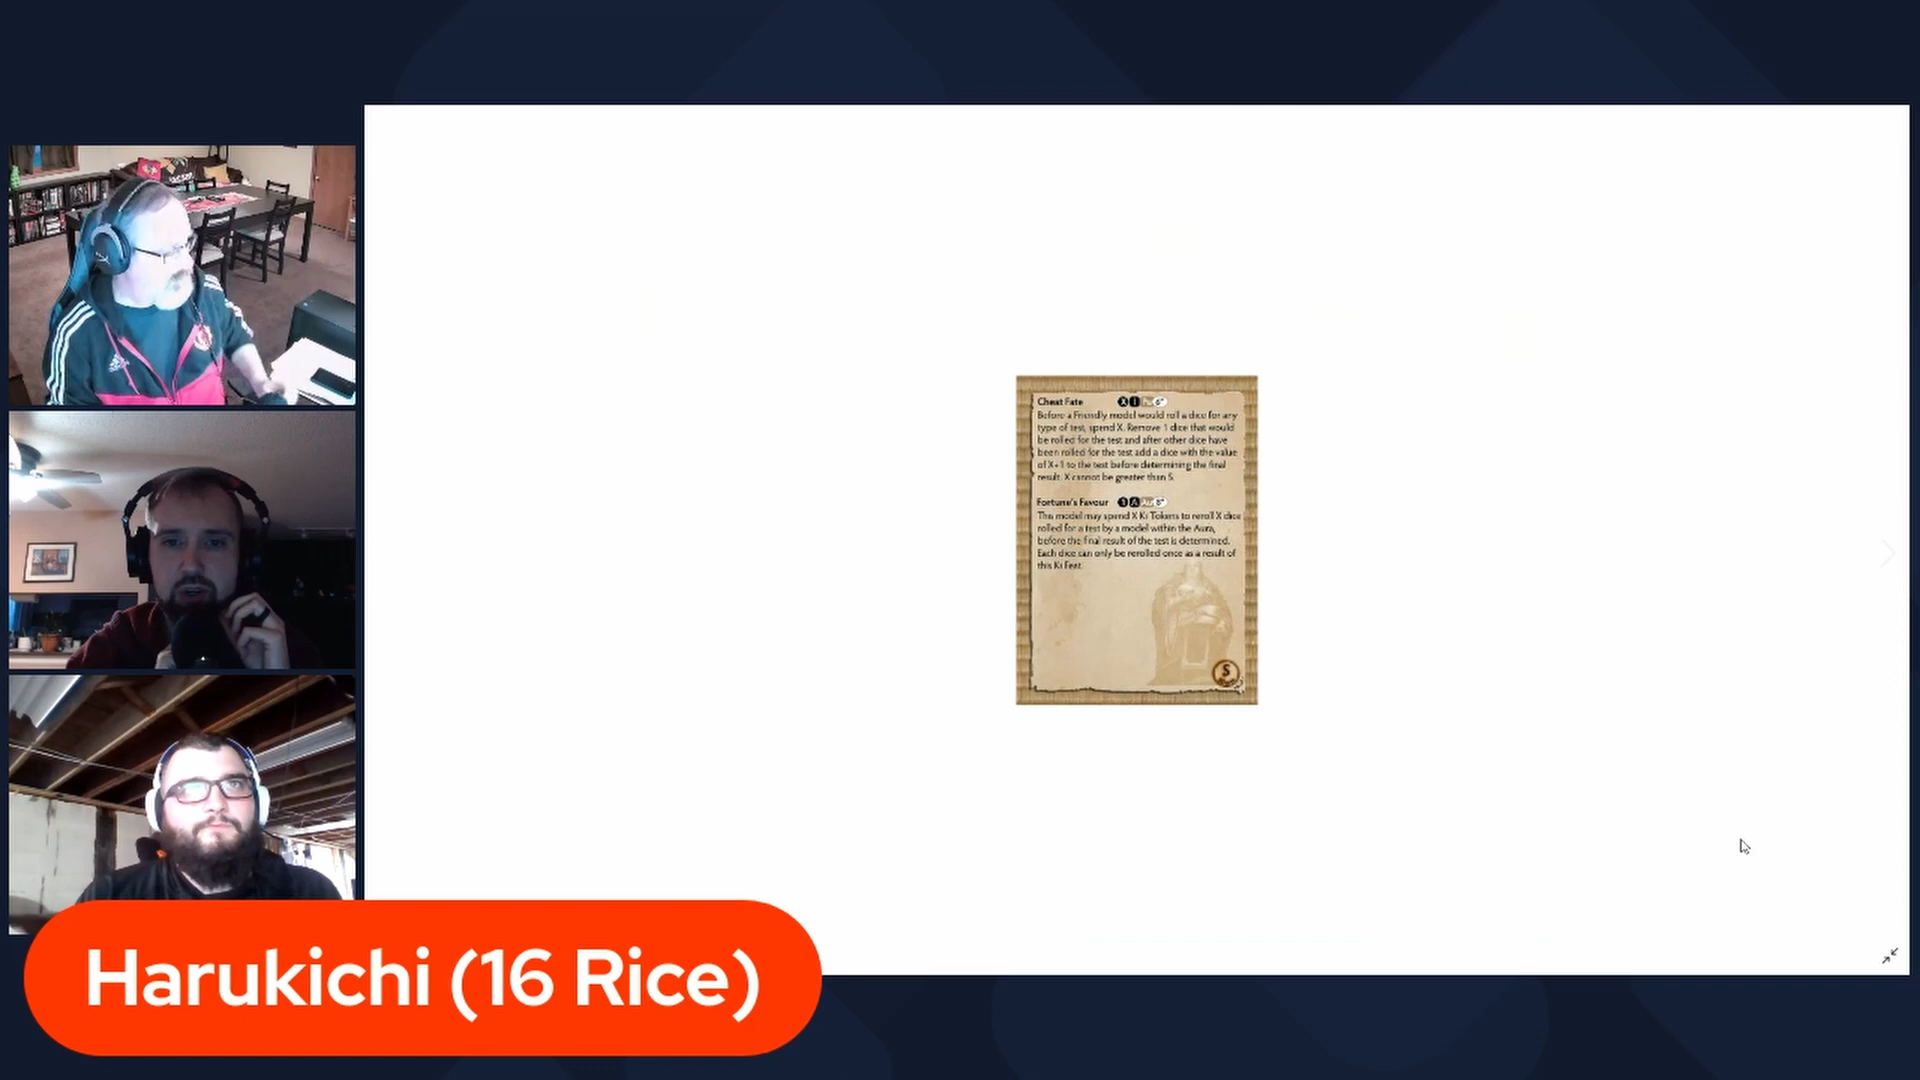 Cheat Fate X I 6"
Before a Friendly model would roll a dice for any
type of test, spend X. Remove 1 dice that would
be rolled for the test and after other dice have
been rolled for the test add a dice with the value
of X+1 to the test before determining the final
result. X cannot be greater than 5.
Fortune's Favour 1 A
This model may spend X Ki Tokens to reroll X dice
rolled for a test by a model within the Aura,
before the final result of the test is determined.
Each dice can only be rerolled once as a result of
this Ki Feat.
S
Harukichi (16 Rice)